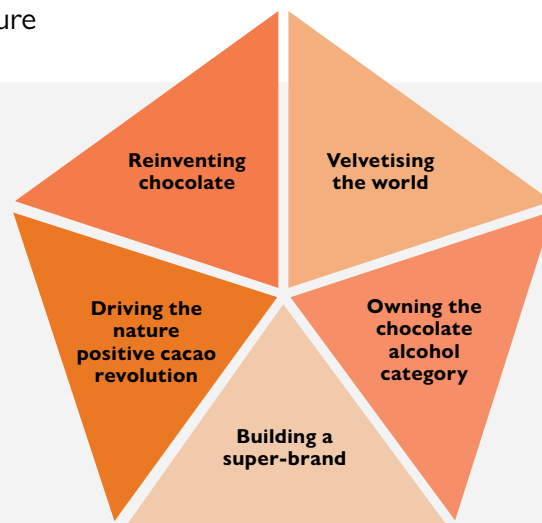 ure
Reinventing
chocolate
Velvetising
the world
Driving the
nature
positive cacao
revolution
Owning the
chocolate
alcohol
category
Building a
super-brand